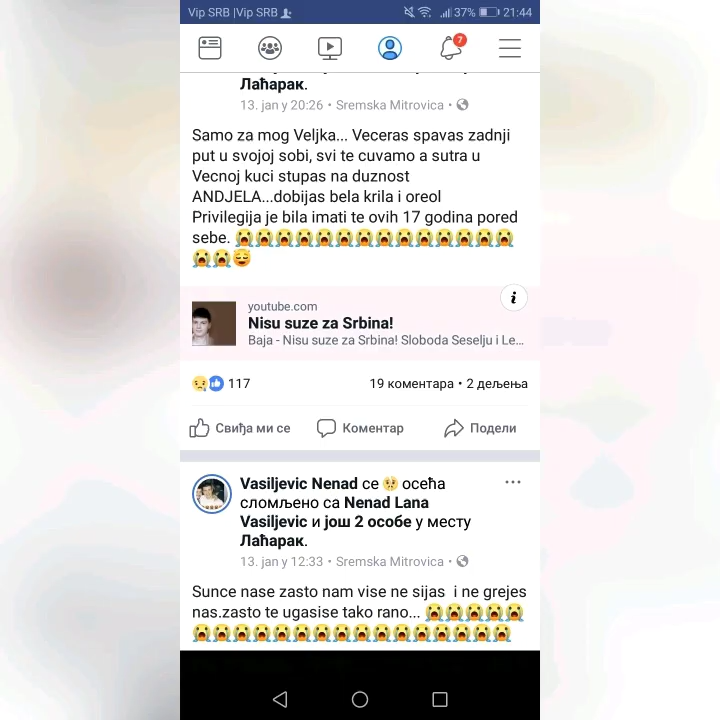 Vip SRB |Vip SRB 37% 21:44
7
Лаћарак.
13. jan у 20:26 • Sremska Mitrovica •
Samo za mog Veljka... Veceras spavas zadnji
put u svojoj sobi, svi te cuvamo a sutra u
Vecnoj kuci stupas na duznost
ANDJELA...dobijas bela krila i oreol
Privilegija je bila imati te ovih 17 godina pored
sebe. 😭😭😭😭😭😭😭😭😭😭😭😭😭😭
😭😭😅
youtube.com
Nisu suze za Srbina!
Baja - Nisu suze za Srbina! Sloboda Seselju i Le...
117 19 коментара • 2 дељења
Свиђа ми се Коментар Подели
Vasiljevic Nenad се 🥺 осећа ...
сломљено са Nenad Lana
Vasiljevic и још 2 особе у месту
Лаћарак.
13. jan у 12:33 • Sremska Mitrovica •
Sunce nase zasto nam vise ne sijas i ne grejes
nas.zasto te ugasise tako rano... 😭😭😭😭😭
😭😭😭😭😭😭😭😭😭😭😭😭😭😭😭😭